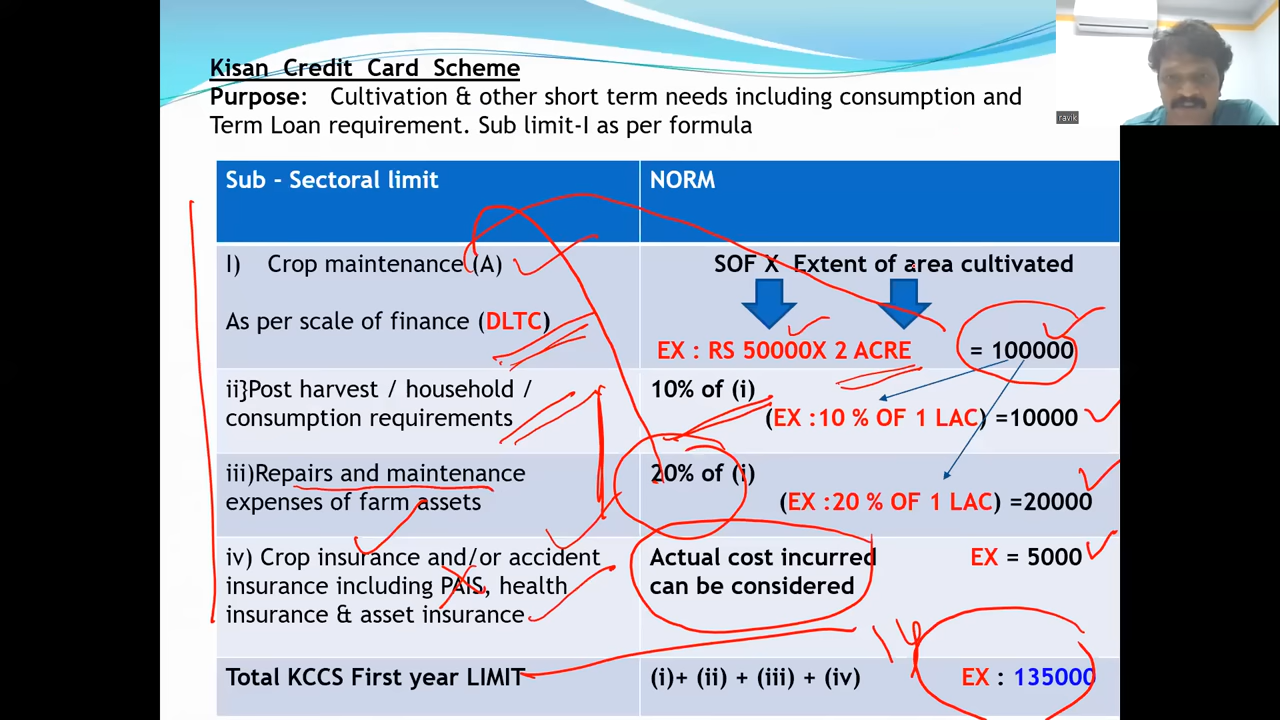 Kisan Credit Card Scheme
Purpose: Cultivation & other short term needs including consumption and
Term Loan requirement. Sub limit-I as per formula
ravik
Sub - Sectoral limit
NORM
I) Crop maintenance (A)
SOF X Extent of area cultivated
As per scale of finance (DLTC)
EX : RS 50000X 2 ACRE = 100000
ii}Post harvest / household /
consumption requirements
10% of (i)
(EX :10 % OF 1 LAC) =10000
iii)Repairs and maintenance
expenses of farm assets
20% of (i)
(EX :20 % OF 1 LAC) =20000
iv) Crop insurance and/or accident
insurance including PAIS, health
insurance & asset insurance
Actual cost incurred
can be considered
EX = 5000
Total KCCS First year LIMIT
(i)+ (ii) + (iii) + (iv)
EX : 135000